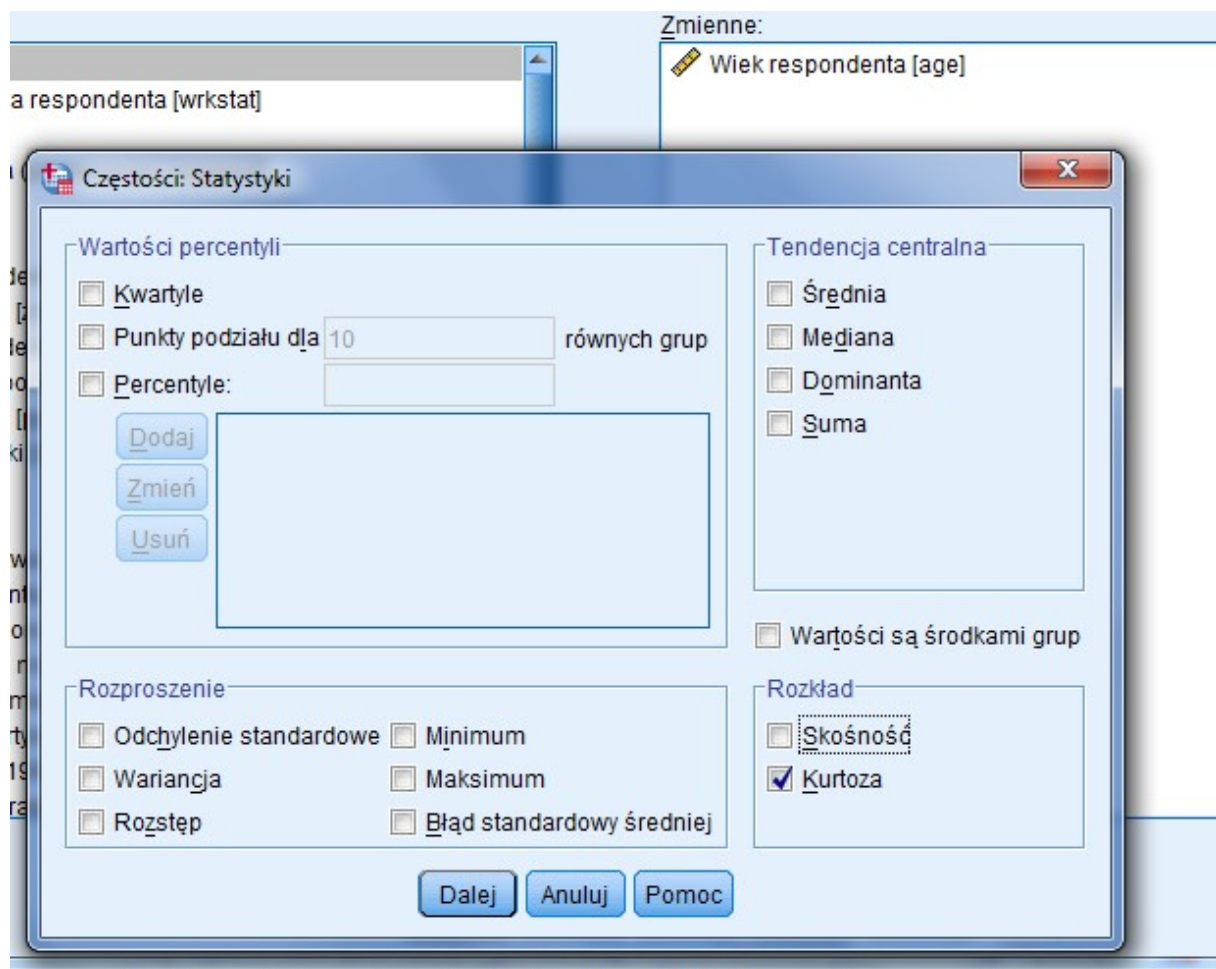 Zmienne:
Wiek respondenta [age]
a respondenta [wrkstat]
Częstości: Statystyki
Wartości percentyli
Kwartyle
Punkty podziału dla 10 równych grup
Percentyle:
Dodaj
Zmień
Usuń
Tendencja centralna
Średnia
Mediana
Dominanta
Suma
Wartości są środkami grup
Rozproszenie
Odchylenie standardowe
Minimum
Wariancja
Maksimum
Rozstęp
Błąd standardowy średniej
Rozkład
Skośność
Kurtoza
Dalej
Anuluj
Pomoc